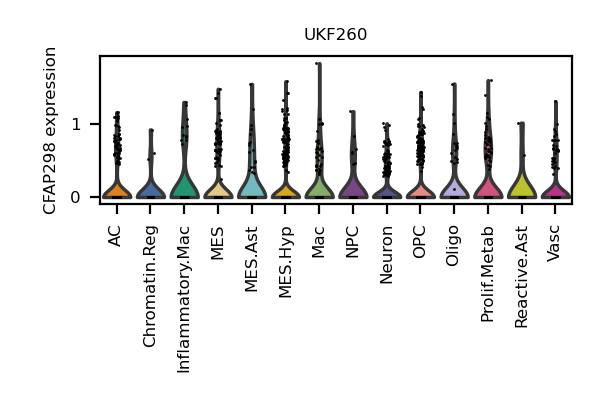 UKF260
CFAP298 expression
1
0
AC
Chromatin.Reg
Inflammatory.Mac
MES
MES.Ast
MES.Hyp
Mac
NPC
Neuron
OPC
Oligo
Prolif.Metab
Reactive.Ast
Vasc